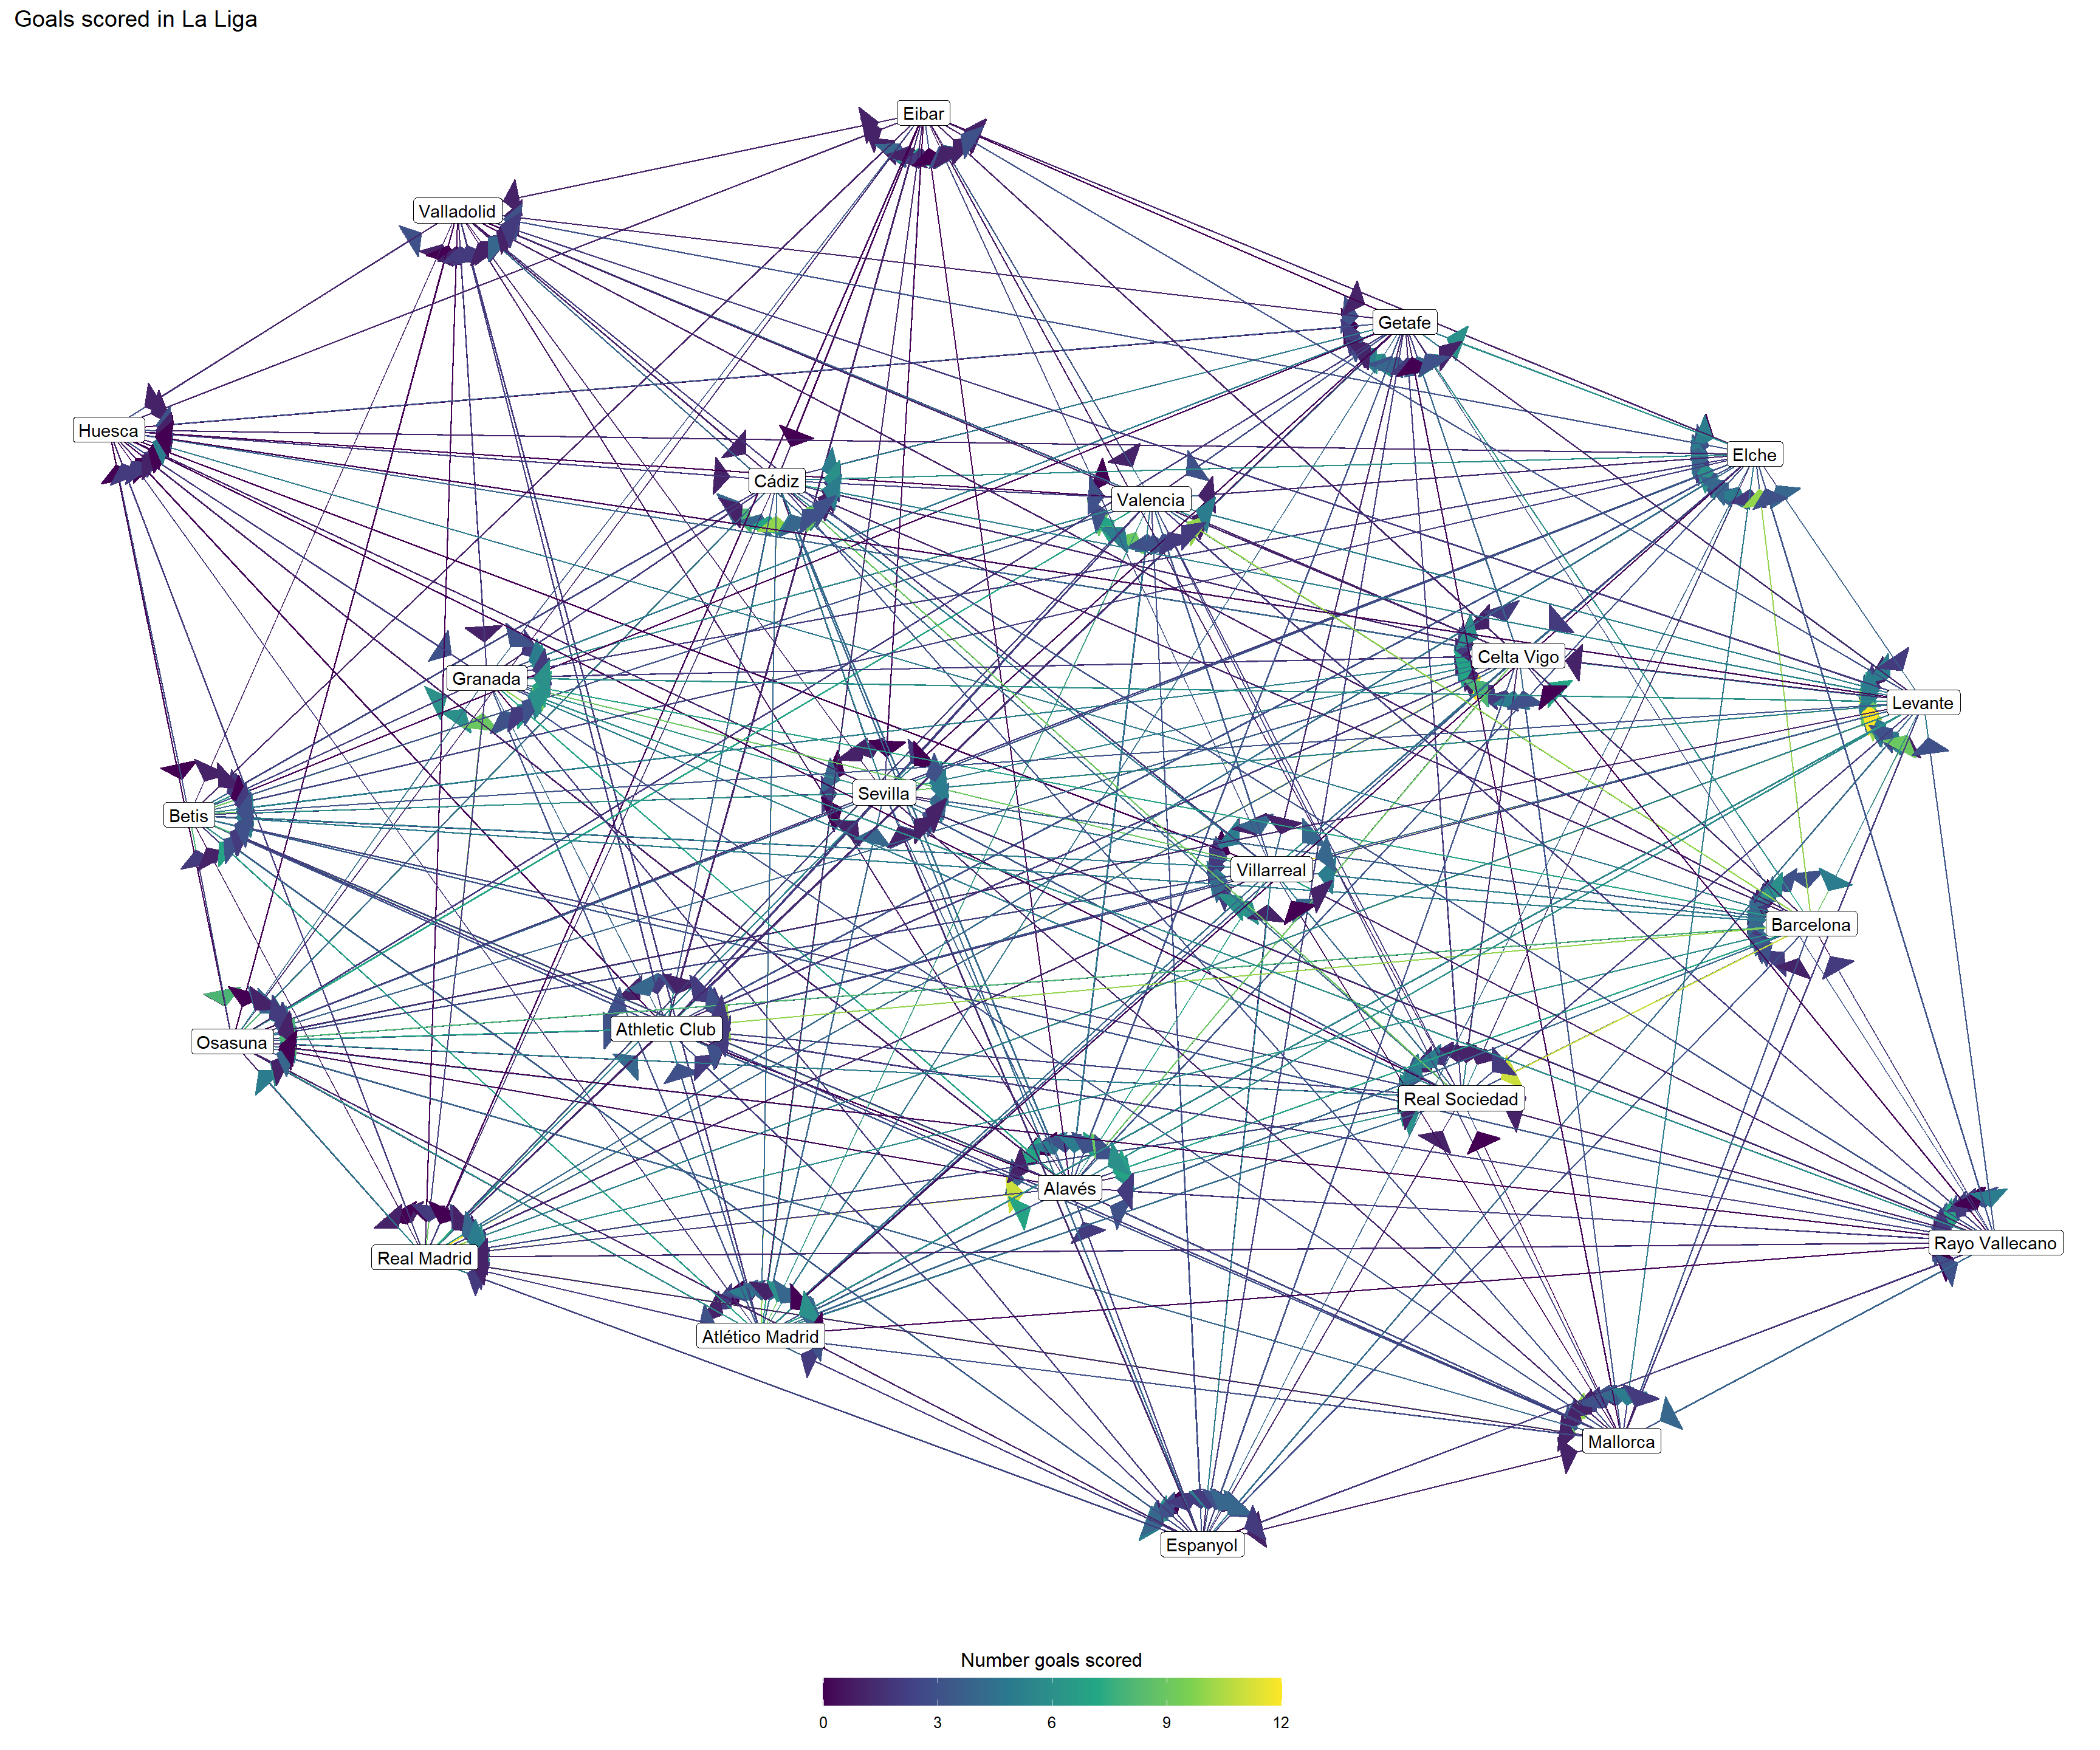 Goals scored in La Liga
Eibar
Valladolid
Getafe
Huesca
Elche
Cádiz
Valencia
Celta Vigo
Granada
Levante
Sevilla
Betis
Villarreal
Barcelona
Athletic Club
Osasuna
Real Sociedad
Alavés
Rayo Vallecano
Real Madrid
Atlético Madrid
Mallorca
Espanyol
Number goals scored
0 3 6 9 12